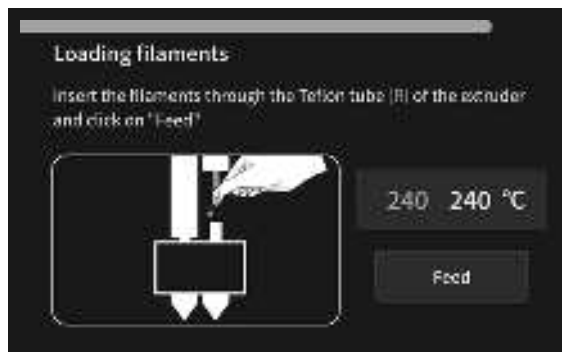 Loading filaments
Insert the filaments through the Teflon tube (R) of the extruder
and click on "Feed"
240 240 °C
Feed